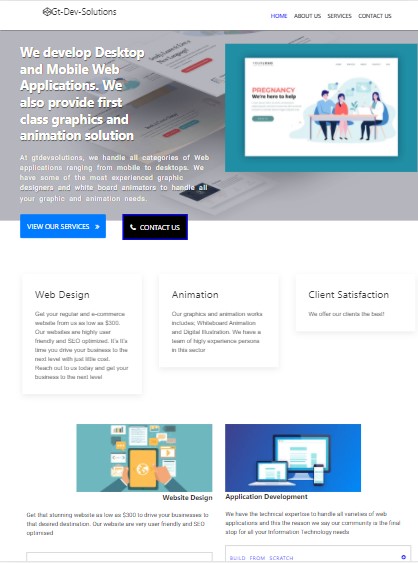 Gt-Dev-Solutions
HOME ABOUT US SERVICES CONTACT US
We develop Desktop
and Mobile Web
Applications. We
also provide first
class graphics and
animation solution
At gtdevsolutions, we handle all categories of Web
applications ranging from mobile to desktops. We
have some of the most experienced graphic
designers and white board animators to handle all
your graphic and animation needs.
PREGNANCY
We're here to help
VIEW OUR SERVICES »
CONTACT US
Web Design
Get your regular and e-commerce
website from us as low as $300.
Our websites are highly user
friendly and SEO optimized. It's it's
time you drive your business to the
next level with just little cost.
Reach out to us today and get your
business to the next level
Animation
Our graphics and animation works
includes; Whiteboard Animation
and Digital Illustration. We have a
team of higly experience persons
in this sector
Client Satisfaction
We offer our clients the best!
Website Design
Get that stunning website as low as $300 to drive your businesses to
that desired destination. Our website are very user friendly and SEO
optimised
Application Development
We have the technical expertise to handle all varieties of web
applications and this the reason we say our community is the final
stop for all your Information Technology needs
BUILD FROM SCRATCH